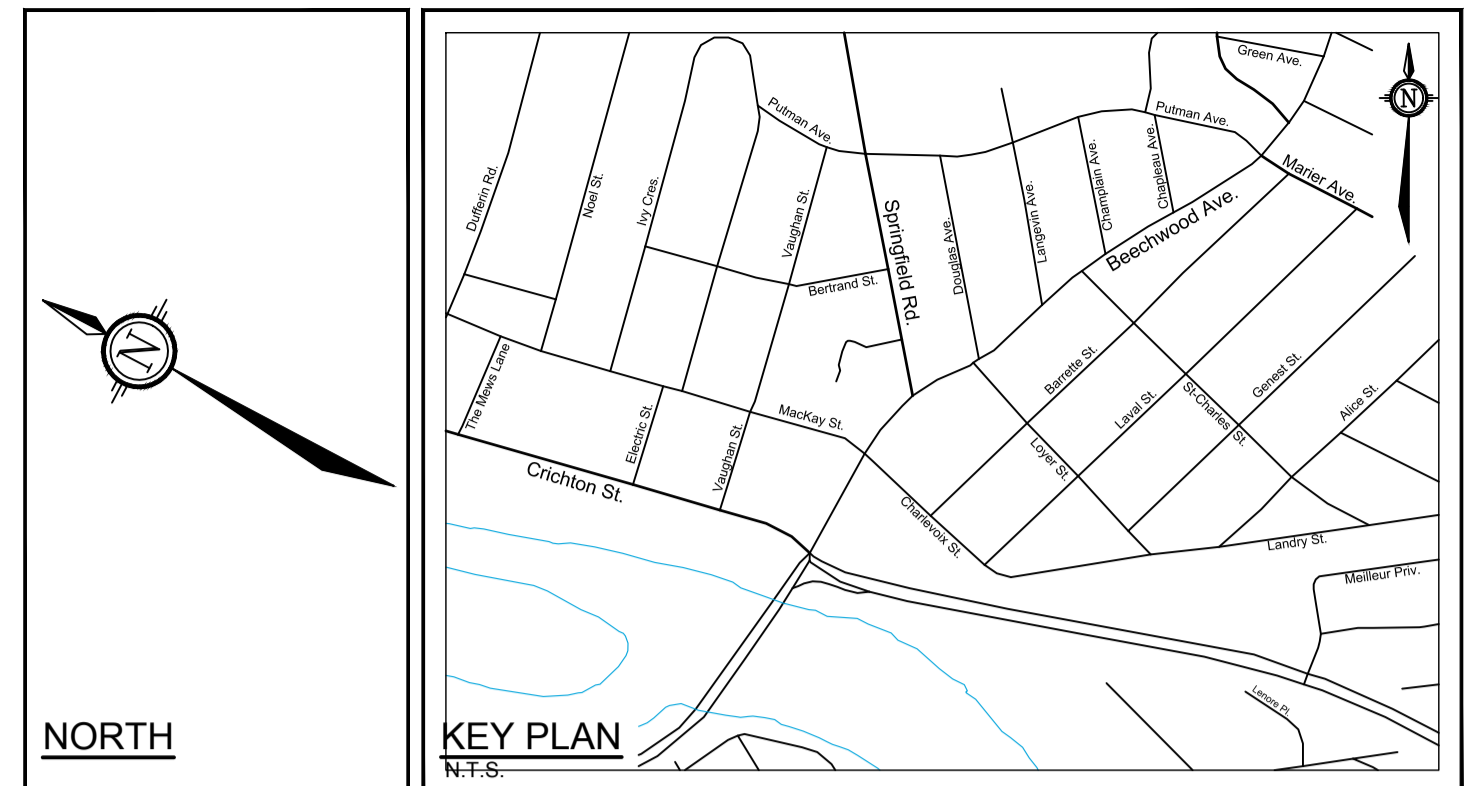 N
NORTH
Green Ave.
N
Putman Ave.
Putman Ave.
Marier Ave.
Dufferin Rd.
Noel St.
Ivy Cres.
Vaughan St.
Springfield Rd.
Douglas Ave.
Langevin Ave.
Champlain Ave.
Chapleau Ave.
Beechwood Ave.
Bertrand St.
The Mews Lane
Electric St.
Vaughan St.
MacKay St.
Barrette St.
Laval St.
St-Charles St.
Genest St.
Alice St.
Loyer St.
Crichton St.
Charlevoix St.
Landry St.
Meilleur Priv.
Lenore Pl.
KEY PLAN
N.T.S.